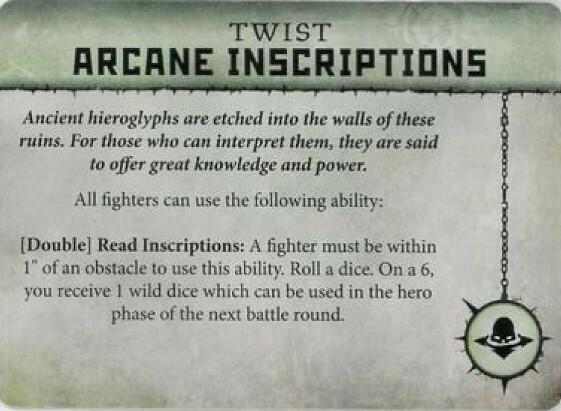 TWIST
ARCANE INSCRIPTIONS
Ancient hieroglyphs are etched into the walls of these
ruins. For those who can interpret them, they are said
to offer great knowledge and power.
All fighters can use the following ability:
[Double] Read Inscriptions: A fighter must be within
1" of an obstacle to use this ability. Roll a dice. On a 6,
you receive 1 wild dice which can be used in the hero
phase of the next battle round.